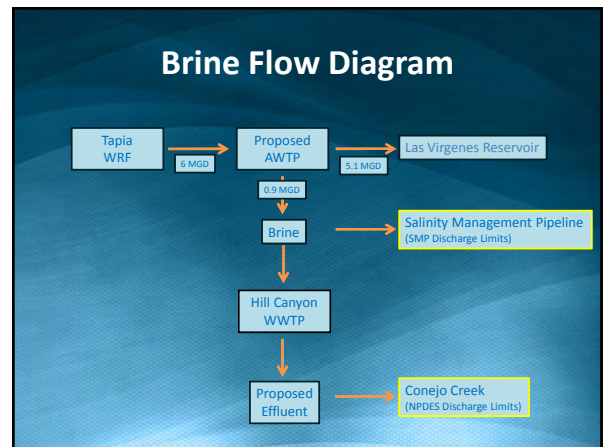 Brine Flow Diagram
Tapia
WRF
6 MGD
Proposed
AWTP
5.1 MGD
Las Virgenes Reservoir
0.9 MGD
Brine
Salinity Management Pipeline
(SMP Discharge Limits)
Hill Canyon
WWTP
Proposed
Effluent
Conejo Creek
(NPDES Discharge Limits)